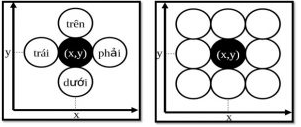 trên
y trái (x,y) phải
dưới
x
y (x,y)
x